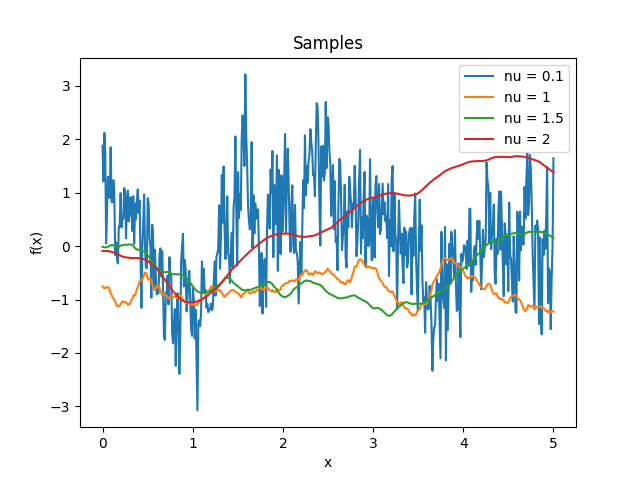 Samples
nu = 0.1
nu = 1
nu = 1.5
nu = 2
3
2
1
0
−1
−2
−3
f(x)
0
1
2
3
4
5
x